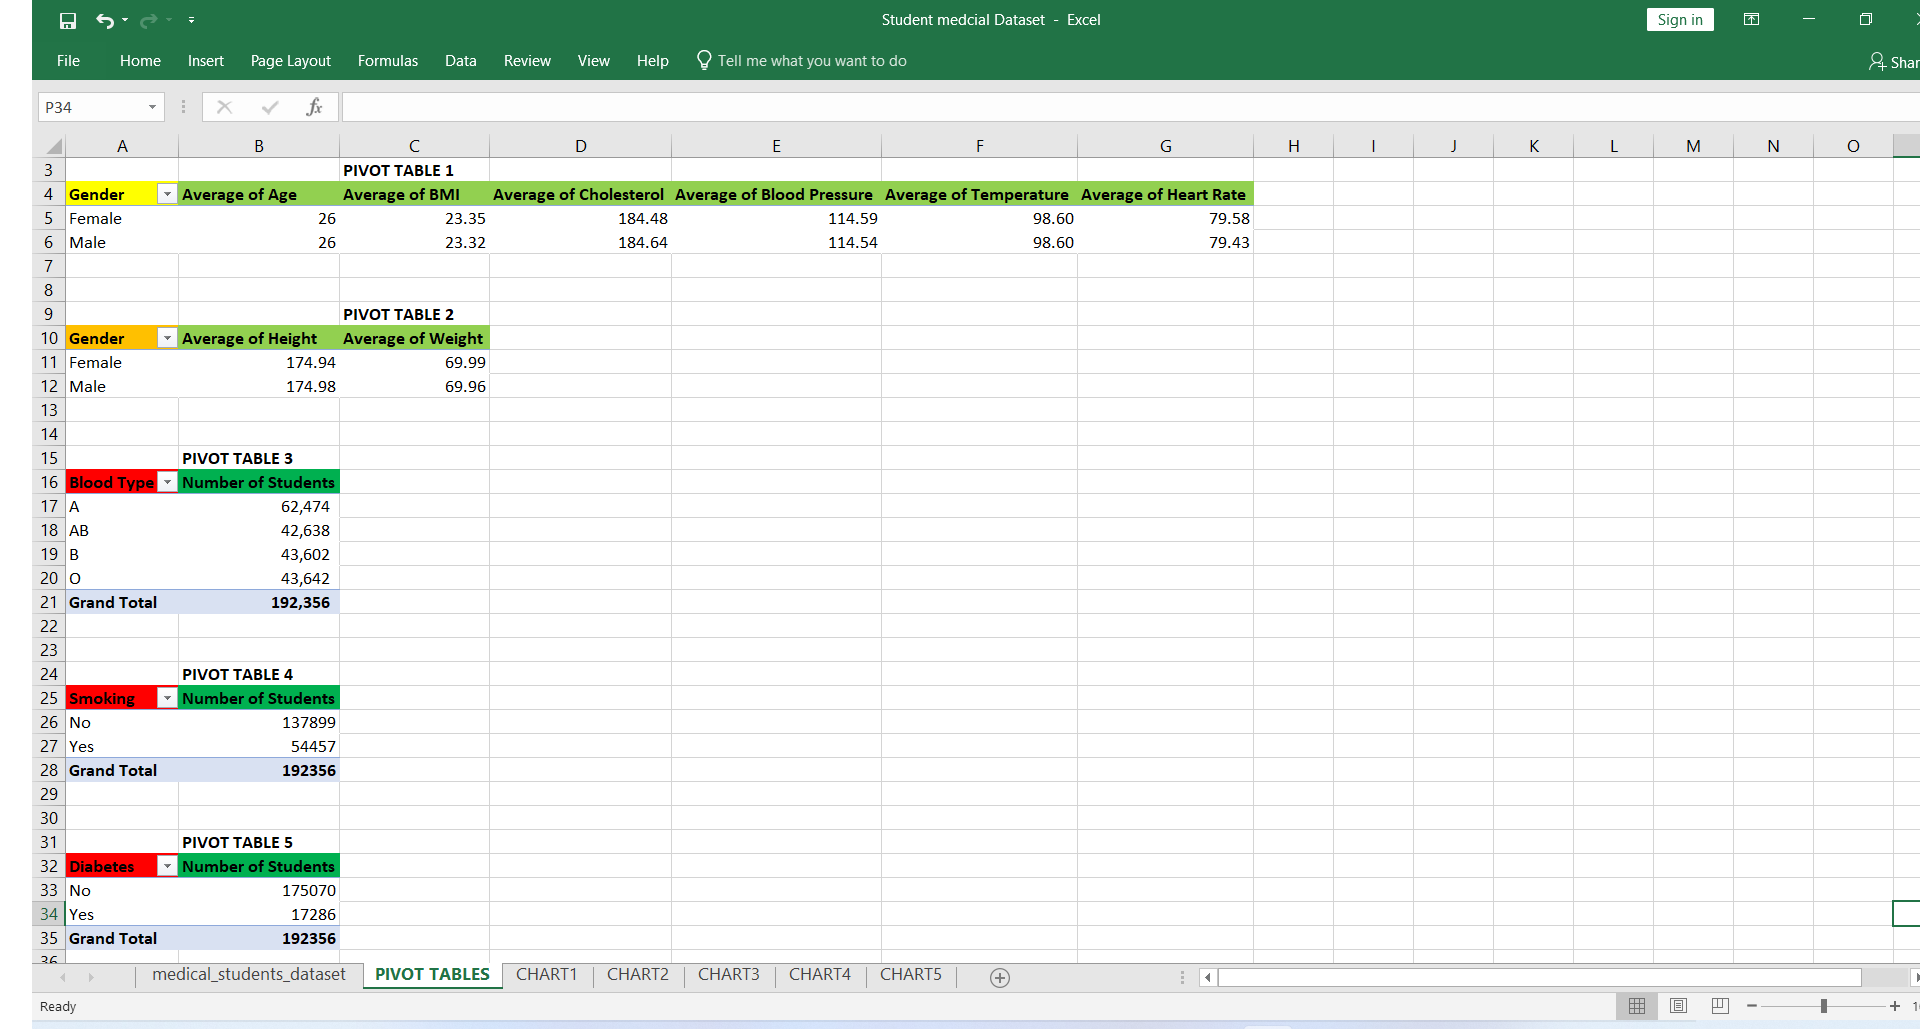 Student medcial Dataset - Excel
Sign in
File Home Insert Page Layout Formulas Data Review View Help Tell me what you want to do
Shar
P34 fx
A B C D E F G H I J K L M N O
3 PIVOT TABLE 1
4 Gender Average of Age Average of BMI Average of Cholesterol Average of Blood Pressure Average of Temperature Average of Heart Rate
5 Female 26 23.35 184.48 114.59 98.60 79.58
6 Male 26 23.32 184.64 114.54 98.60 79.43
7
8
9 PIVOT TABLE 2
10 Gender Average of Height Average of Weight
11 Female 174.94 69.99
12 Male 174.98 69.96
13
14
15 PIVOT TABLE 3
16 Blood Type Number of Students
17 A 62,474
18 AB 42,638
19 B 43,602
20 O 43,642
21 Grand Total 192,356
22
23
24 PIVOT TABLE 4
25 Smoking Number of Students
26 No 137899
27 Yes 54457
28 Grand Total 192356
29
30
31 PIVOT TABLE 5
32 Diabetes Number of Students
33 No 175070
34 Yes 17286
35 Grand Total 192356
36
medical_students_dataset PIVOT TABLES CHART1 CHART2 CHART3 CHART4 CHART5
Ready